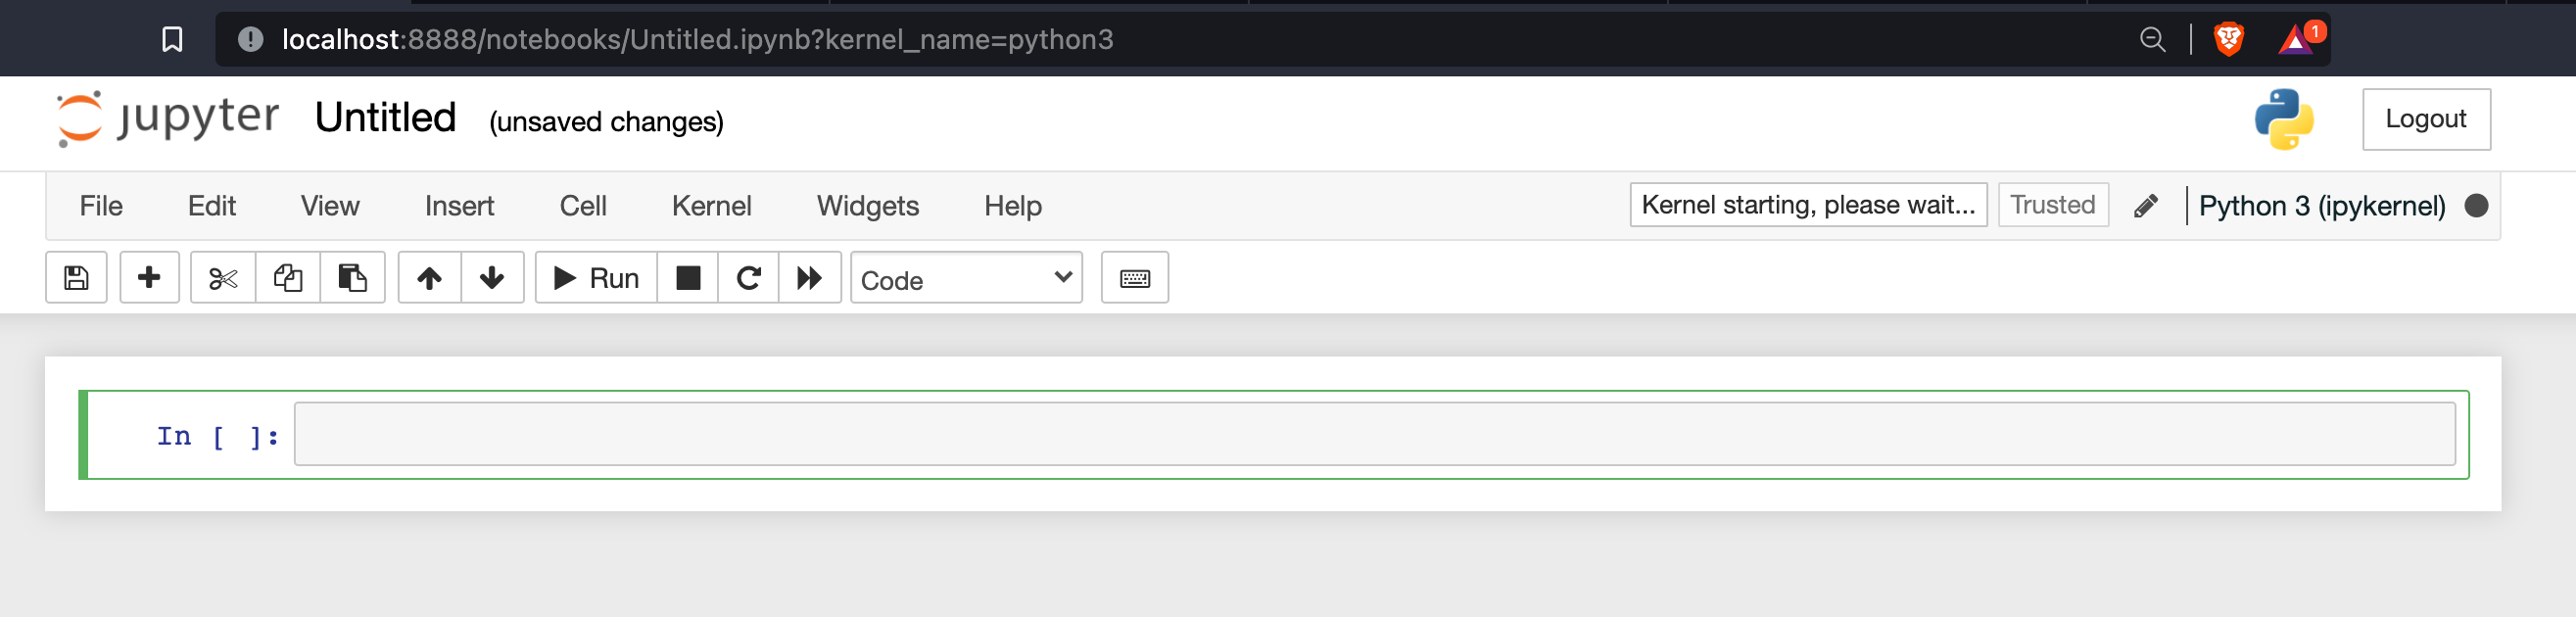 localhost:8888/notebooks/Untitled.ipynb?kernel_name=python3
1
jupyter Untitled (unsaved changes)
Logout
File Edit View Insert Cell Kernel Widgets Help
Kernel starting, please wait... Trusted Python 3 (ipykernel)
Run Code
In [ ]: